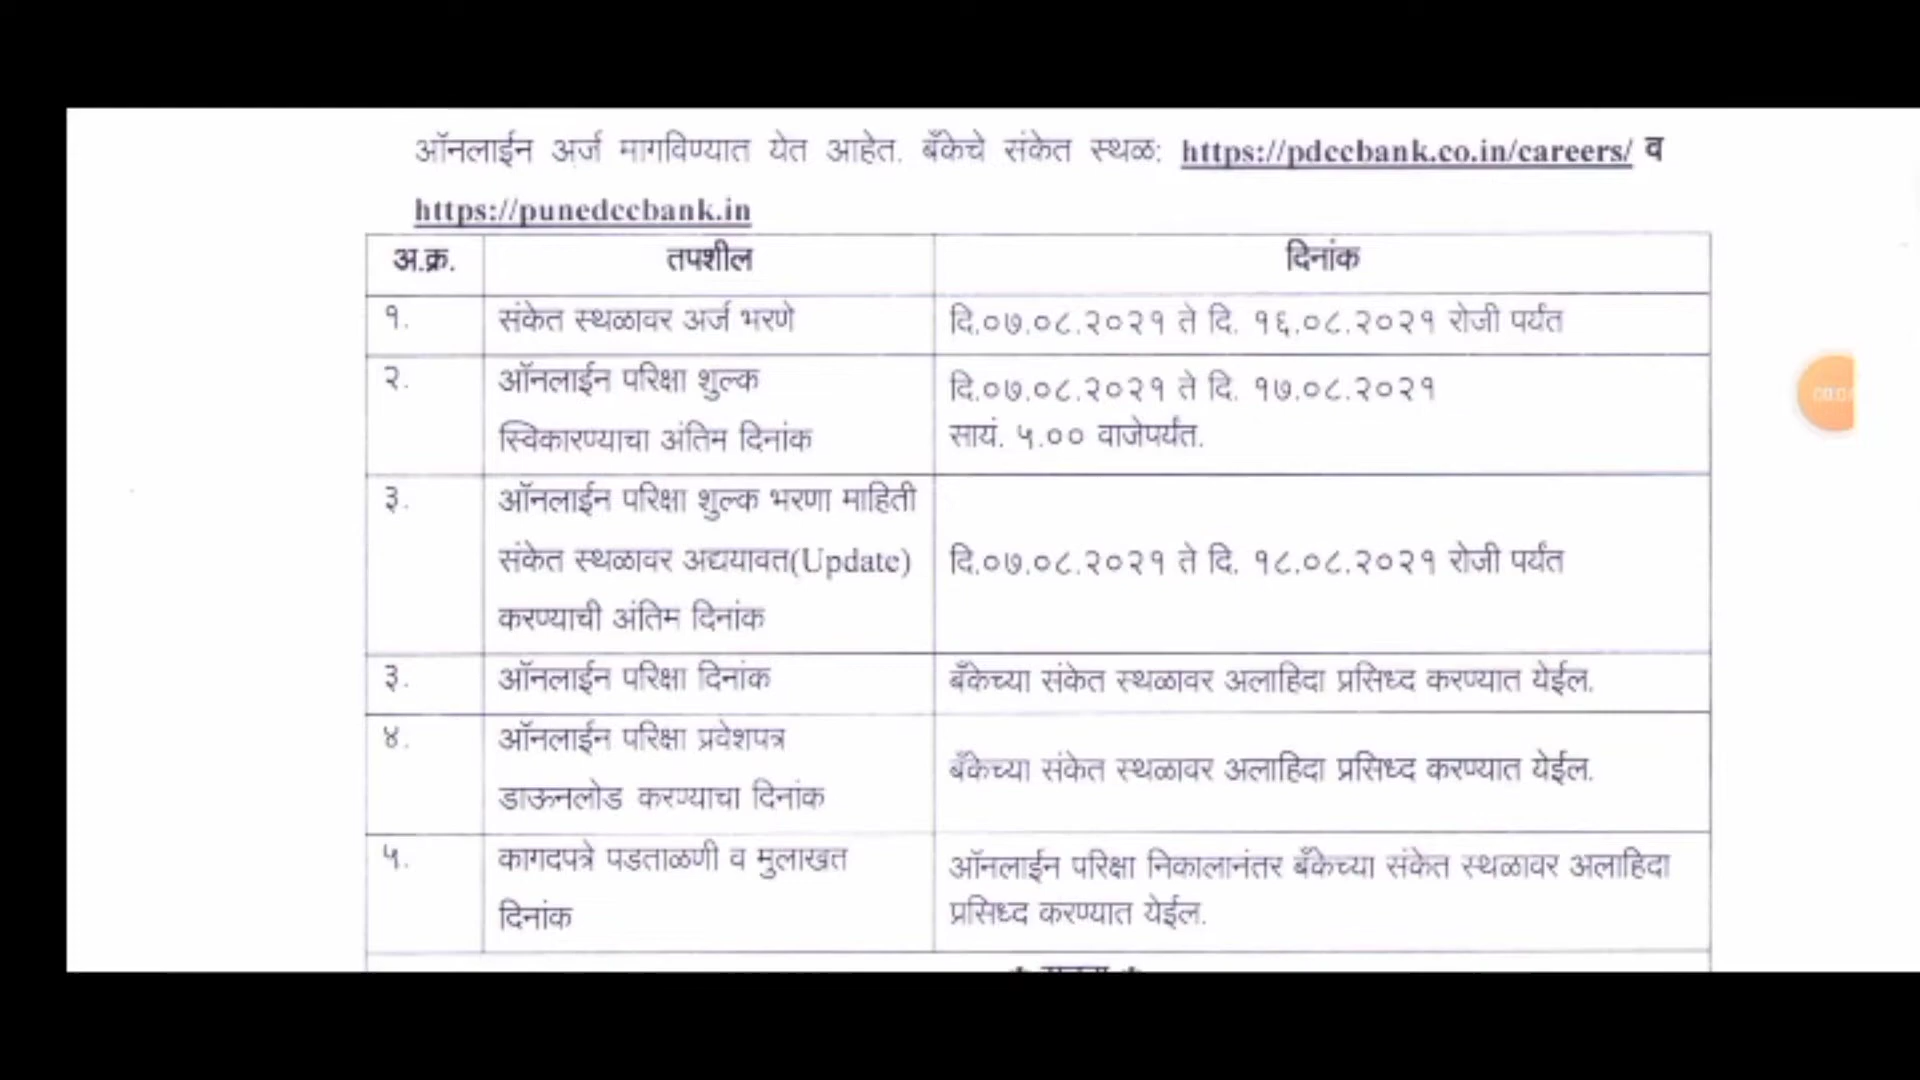 ऑनलाईन अर्ज मागविण्यात येत आहेत. बँकेचे संकेत स्थळ: https://pdccbank.co.in/careers/ व
https://punedccbank.in
अ.क्र. तपशील दिनांक
१. संकेत स्थळावर अर्ज भरणे दि.०७.०८.२०२१ ते दि. १६.०८.२०२१ रोजी पर्यंत
२. ऑनलाईन परिक्षा शुल्क
स्विकारण्याचा अंतिम दिनांक
दि.०७.०८.२०२१ ते दि. १७.०८.२०२१
सायं. ५.०० वाजेपर्यंत.
३. ऑनलाईन परिक्षा शुल्क भरणा माहिती
संकेत स्थळावर अद्ययावत(Update)
करण्याची अंतिम दिनांक
दि.०७.०८.२०२१ ते दि. १८.०८.२०२१ रोजी पर्यंत
३. ऑनलाईन परिक्षा दिनांक बँकेच्या संकेत स्थळावर अलाहिदा प्रसिध्द करण्यात येईल.
४. ऑनलाईन परिक्षा प्रवेशपत्र
डाऊनलोड करण्याचा दिनांक
बँकेच्या संकेत स्थळावर अलाहिदा प्रसिध्द करण्यात येईल.
५. कागदपत्रे पडताळणी व मुलाखत
दिनांक
ऑनलाईन परिक्षा निकालानंतर बँकेच्या संकेत स्थळावर अलाहिदा
प्रसिध्द करण्यात येईल.